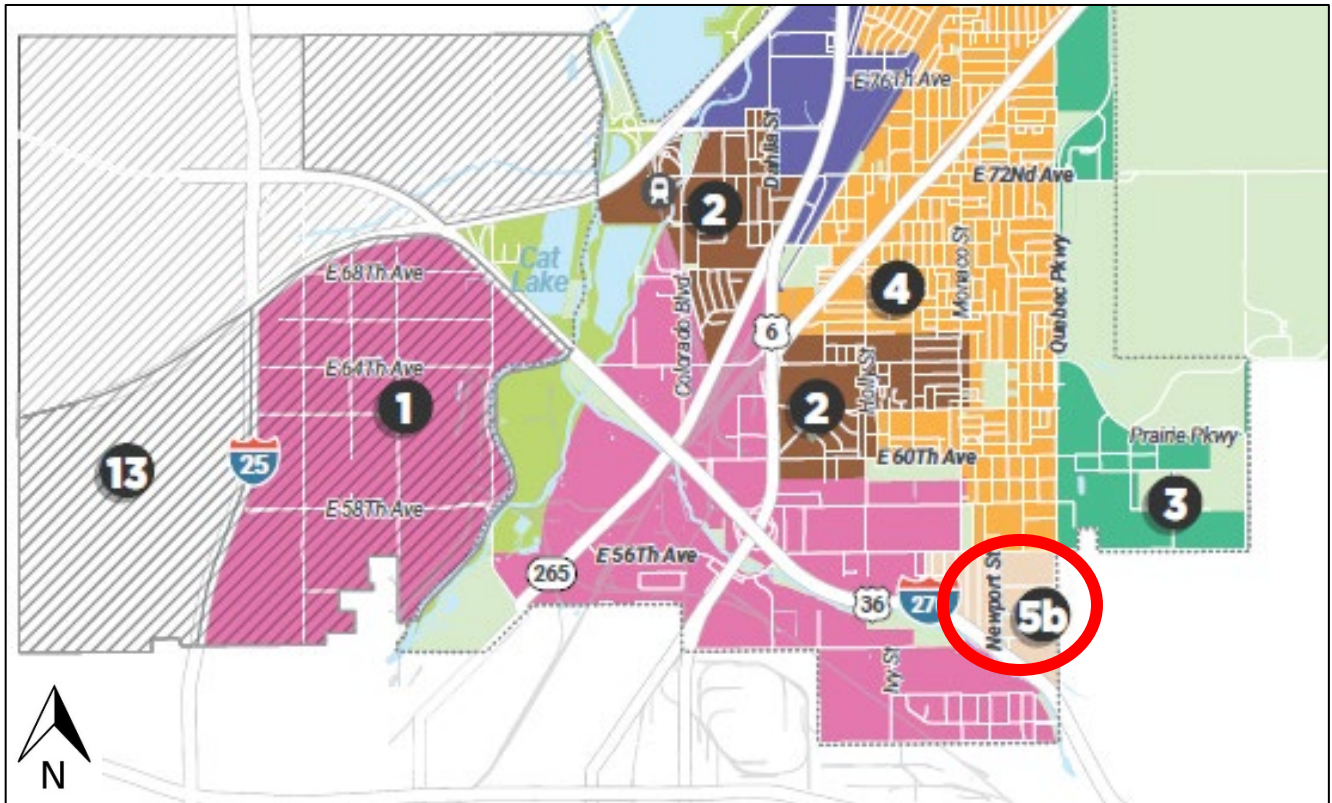 E 76Th Ave
Dahlia St
E 72Nd Ave
2
Cat
Lake
E 68Th Ave
Colorado Blvd
4
Monaco St
Quebec Pkwy
6
E 64Th Ave
1
2
Holly St
Prairie Pkwy
13
25
E 60Th Ave
3
E 58Th Ave
265
E 56Th Ave
36
270
Newport St
5b
Ivy St
N